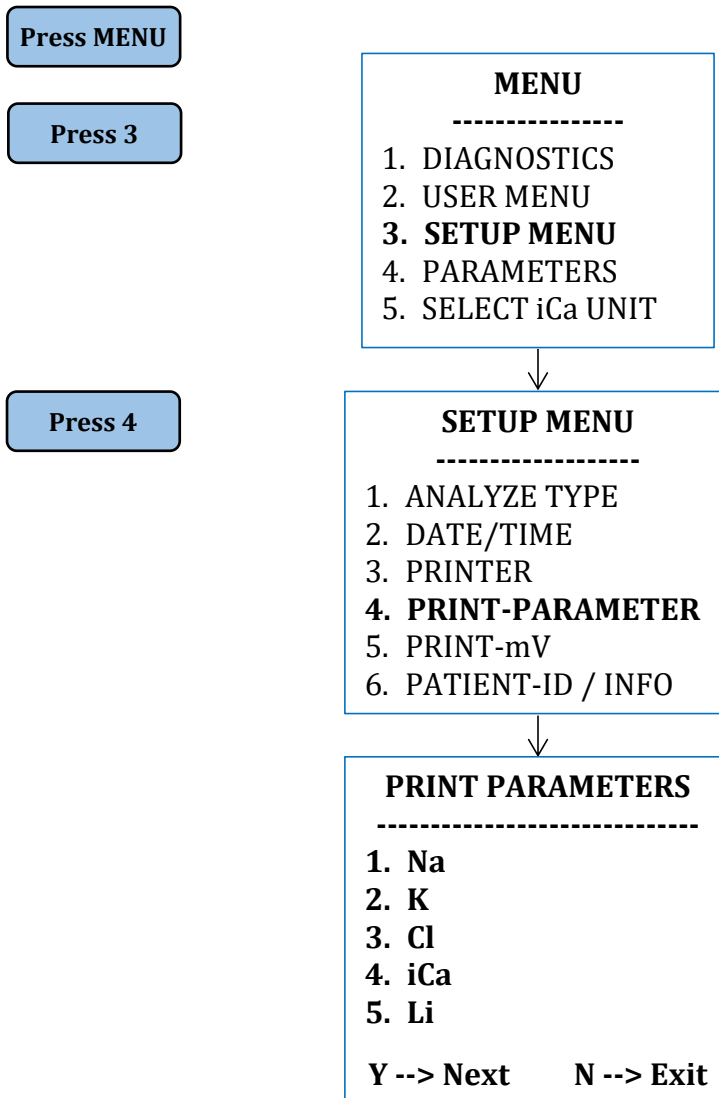 Press MENU
Press 3
MENU
----------------
1. DIAGNOSTICS
2. USER MENU
3. SETUP MENU
4. PARAMETERS
5. SELECT iCa UNIT
Press 4
SETUP MENU
-------------------
1. ANALYZE TYPE
2. DATE/TIME
3. PRINTER
4. PRINT-PARAMETER
5. PRINT-mV
6. PATIENT-ID / INFO
PRINT PARAMETERS
------------------------------
1. Na
2. K
3. Cl
4. iCa
5. Li
Y --> Next N --> Exit